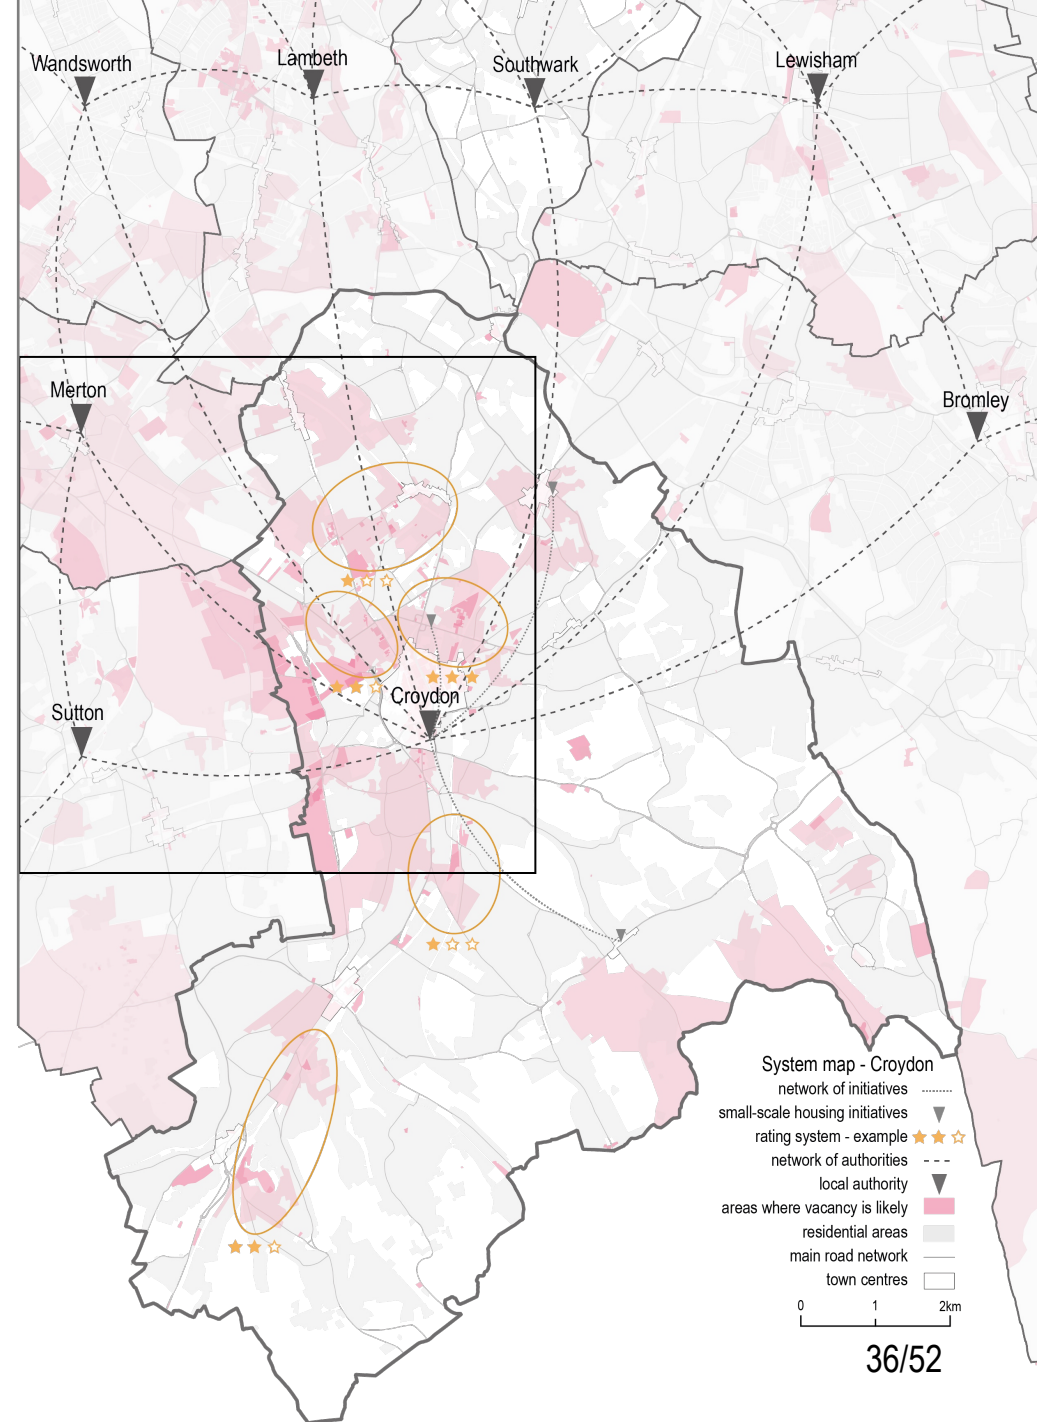 Wandsworth
Lambeth
Southwark
Lewisham
Merton
Bromley
Croydon
Sutton
System map - Croydon
network of initiatives
small-scale housing initiatives
rating system - example
network of authorities
local authority
areas where vacancy is likely
residential areas
main road network
town centres
0 1 2km
36/52